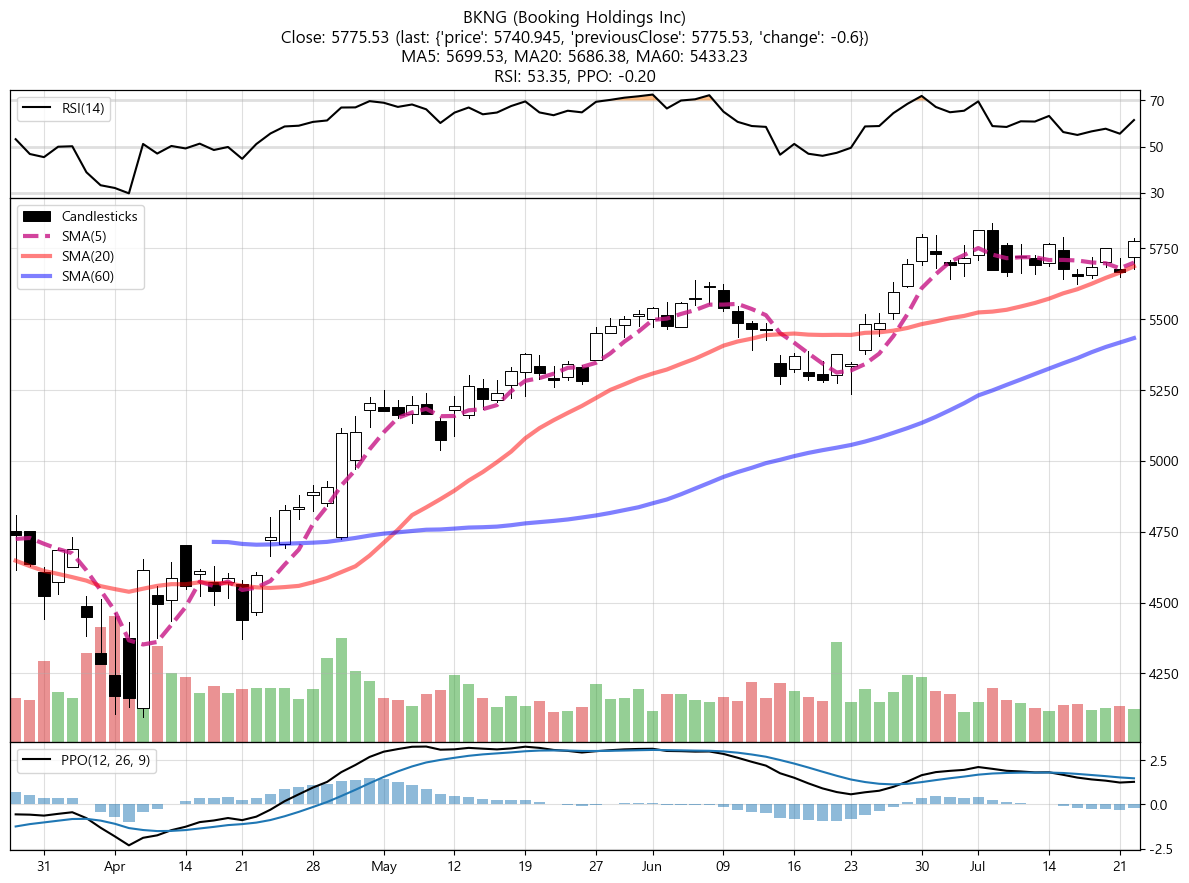 BKNG (Booking Holdings Inc)
Close: 5775.53 (last: {'price': 5740.945, 'previousClose': 5775.53, 'change': -0.6})
MA5: 5699.53, MA20: 5686.38, MA60: 5433.23
RSI: 53.35, PPO: -0.20
RSI(14)
70
50
30
Candlesticks
SMA(5)
SMA(20)
SMA(60)
5750
5500
5250
5000
4750
4500
4250
PPO(12, 26, 9)
2.5
0.0
-2.5
31 Apr 14 21 28 May 12 19 27 Jun 09 16 23 30 Jul 14 21